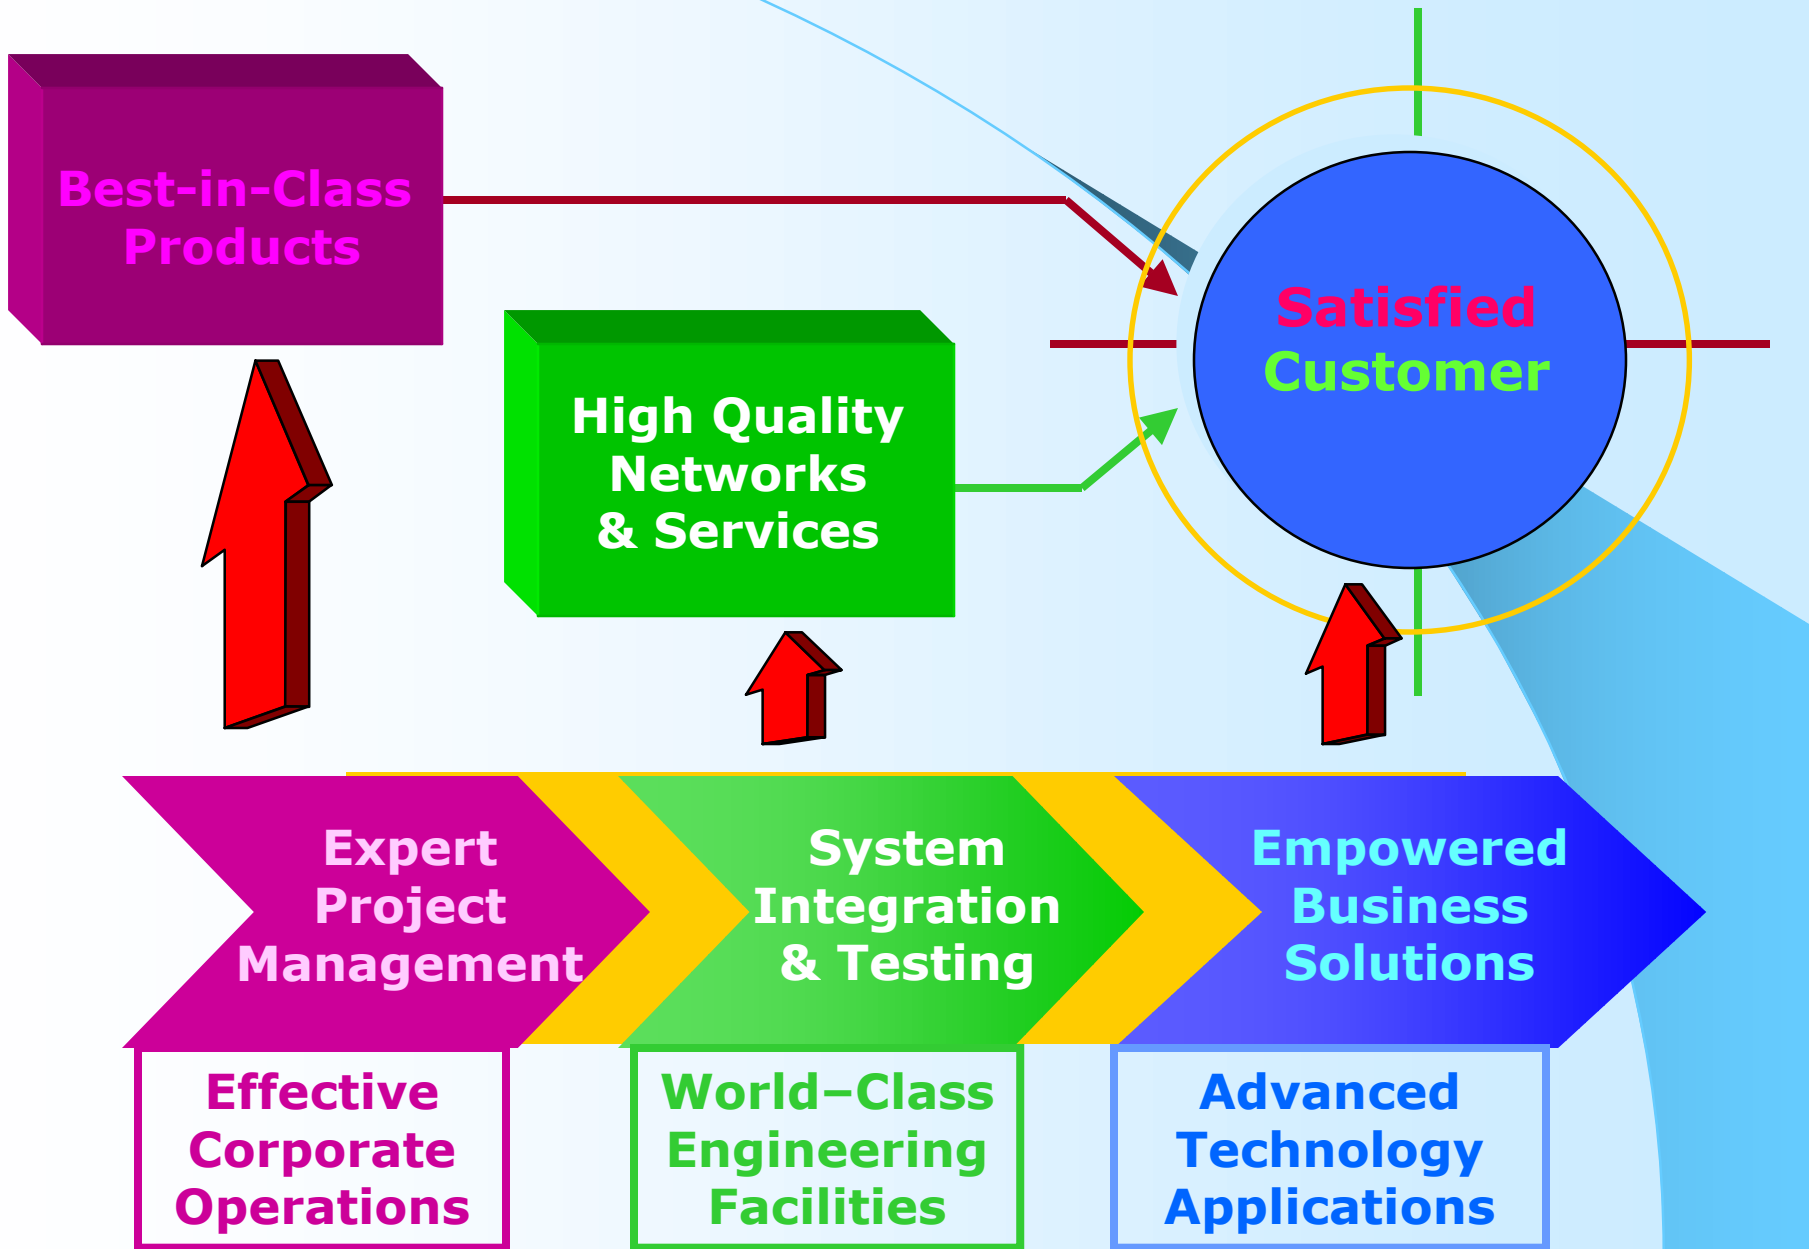 Best-in-Class
Products
High Quality
Networks
& Services
Satisfied
Customer
Expert
Project
Management
System
Integration
& Testing
Empowered
Business
Solutions
Effective
Corporate
Operations
World–Class
Engineering
Facilities
Advanced
Technology
Applications